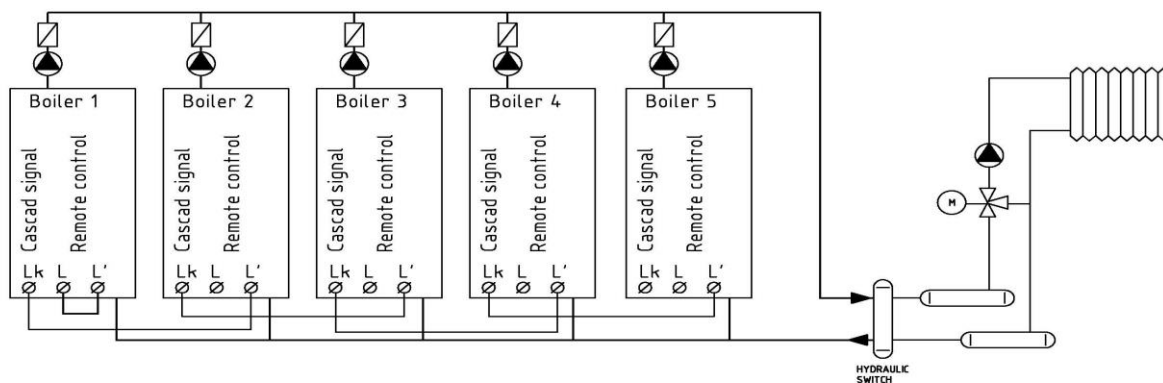 Boiler 1
Cascad signal
Remote control
Lk L L'
Boiler 2
Cascad signal
Remote control
Lk L L'
Boiler 3
Cascad signal
Remote control
Lk L L'
Boiler 4
Cascad signal
Remote control
Lk L L'
Boiler 5
Cascad signal
Remote control
Lk L L'
M
HYDRAULIC
SWITCH